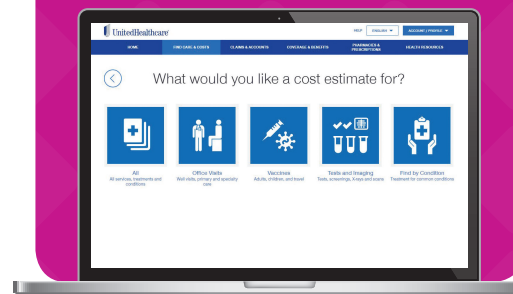 UnitedHealthcare
HELP
ENGLISH
ACCOUNT / PROFILE
HOME
FIND CARE & COSTS
CLAIMS & ACCOUNTS
COVERAGE & BENEFITS
PHARMACIES &
PRESCRIPTIONS
HEALTH RESOURCES
What would you like a cost estimate for?
All
All services, treatments and
conditions
Office Visits
Well visits, primary and specialty
care
Vaccines
Adults, children, and travel
Tests and Imaging
Tests, screenings, X-rays and scans
Find by Condition
Treatment for common conditions